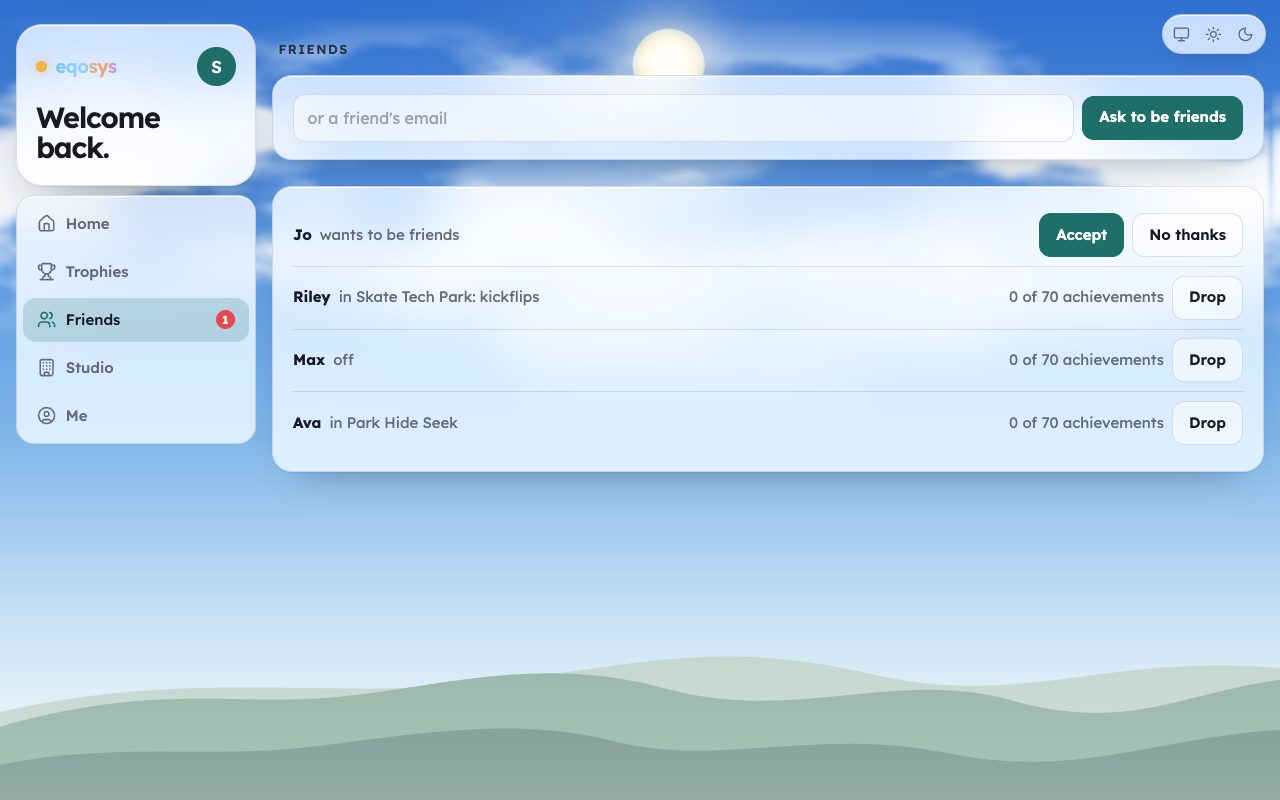 eqosys
S
Welcome
back.
Home
Trophies
Friends
1
Studio
Me
FRIENDS
or a friend's email
Ask to be friends
Jo wants to be friends
Accept
No thanks
Riley in Skate Tech Park: kickflips
0 of 70 achievements
Drop
Max off
0 of 70 achievements
Drop
Ava in Park Hide Seek
0 of 70 achievements
Drop